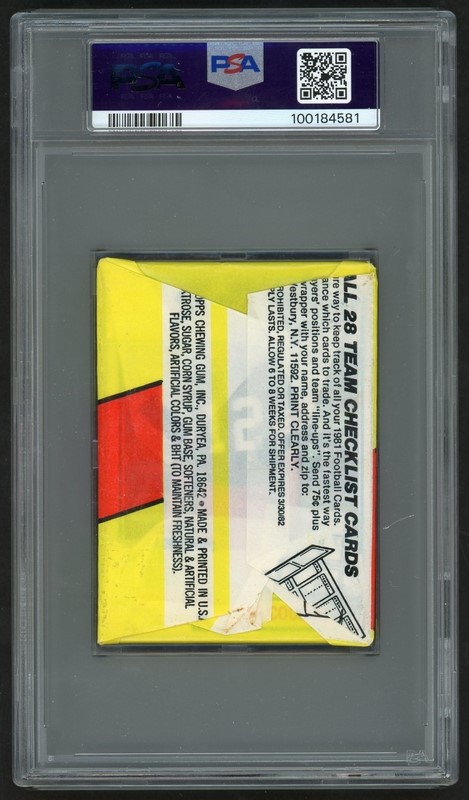 PSA
PSA
100184581
ALL 28 TEAM CHECKLIST CARDS
re way to keep track of all your 1981 Football Cards.
ance which cards to trade. And it's the fastest way
yers' positions and team "line-ups". Send 75¢ plus
wrapper with your name, address and zip to:
estbury, N.Y. 11592. PRINT CLEARLY.
OHIBITED, REGULATED OR TAXED. OFFER EXPIRES 3/30/82
PLY LASTS. ALLOW 6 TO 8 WEEKS FOR SHIPMENT.
OPPS CHEWING GUM, INC., DURYEA, PA. 18642 • MADE & PRINTED IN U.S.
TROSE, SUGAR, CORN SYRUP, GUM BASE, SOFTENERS, NATURAL & ARTIFICIAL
FLAVORS, ARTIFICIAL COLORS & BHT (TO MAINTAIN FRESHNESS).